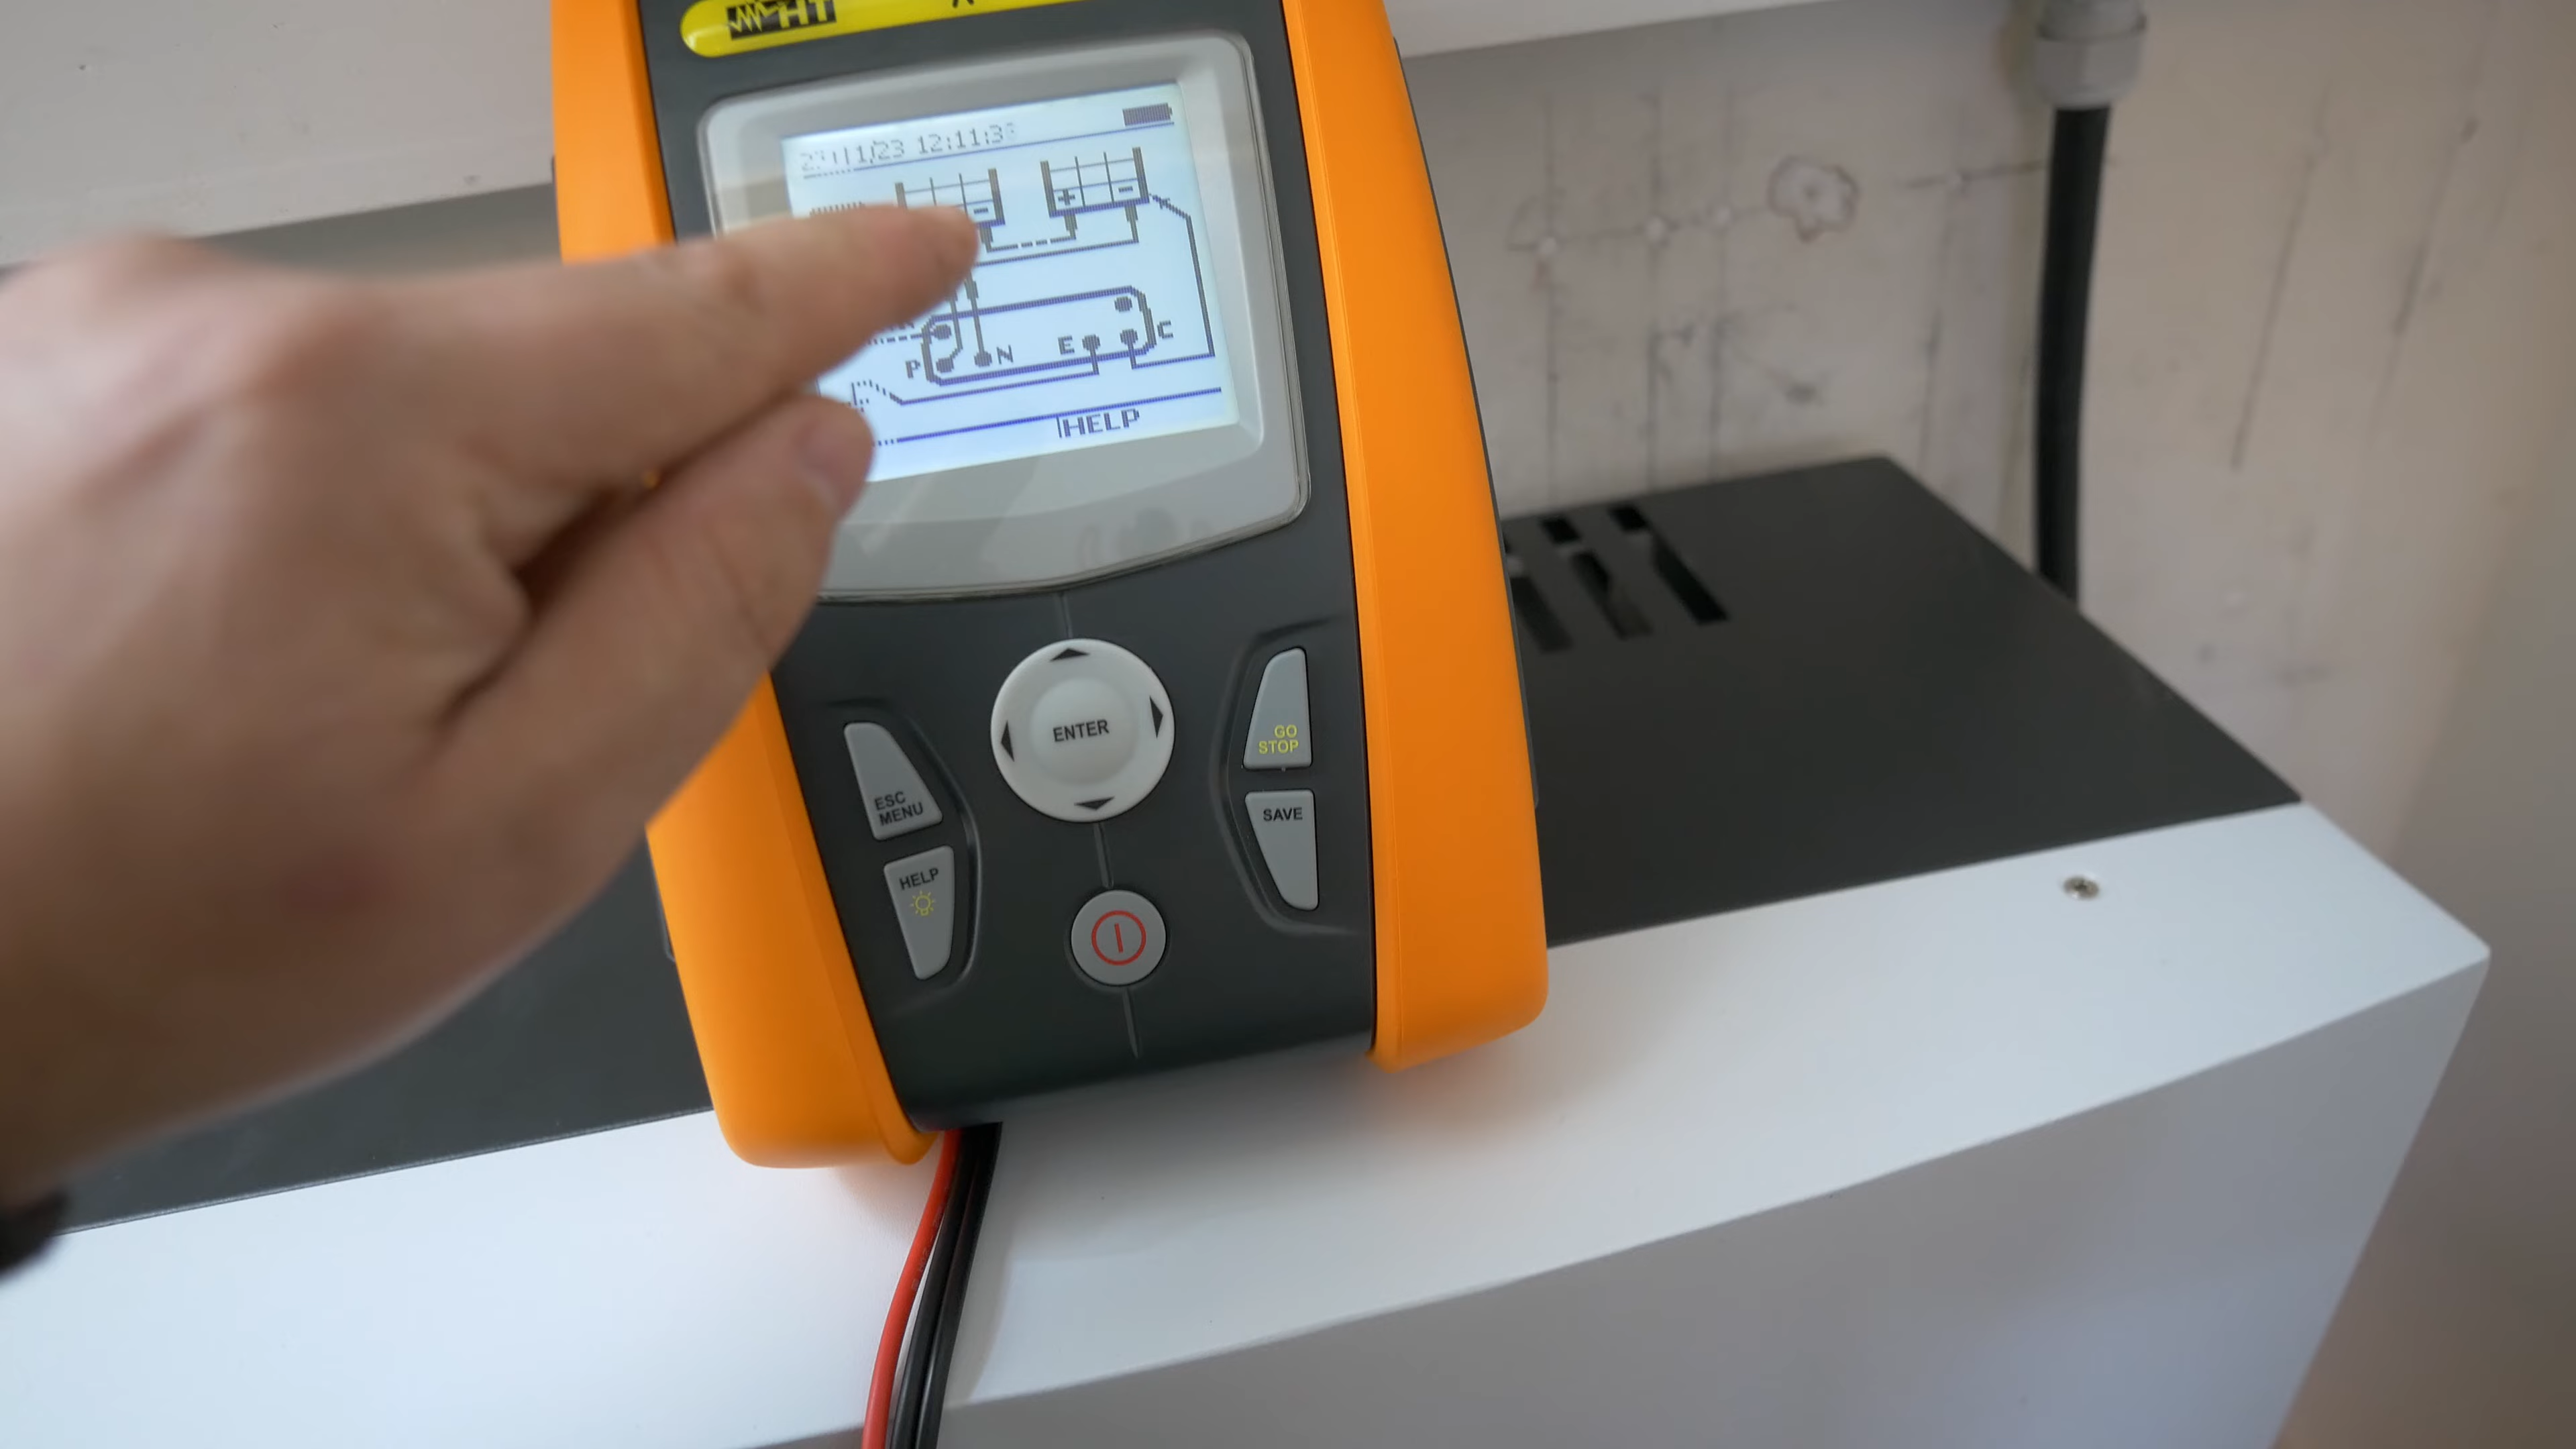 HT
12:11:3
+ -
-
P N E C
HELP
ENTER
GO
STOP
ESC
MENU
SAVE
HELP